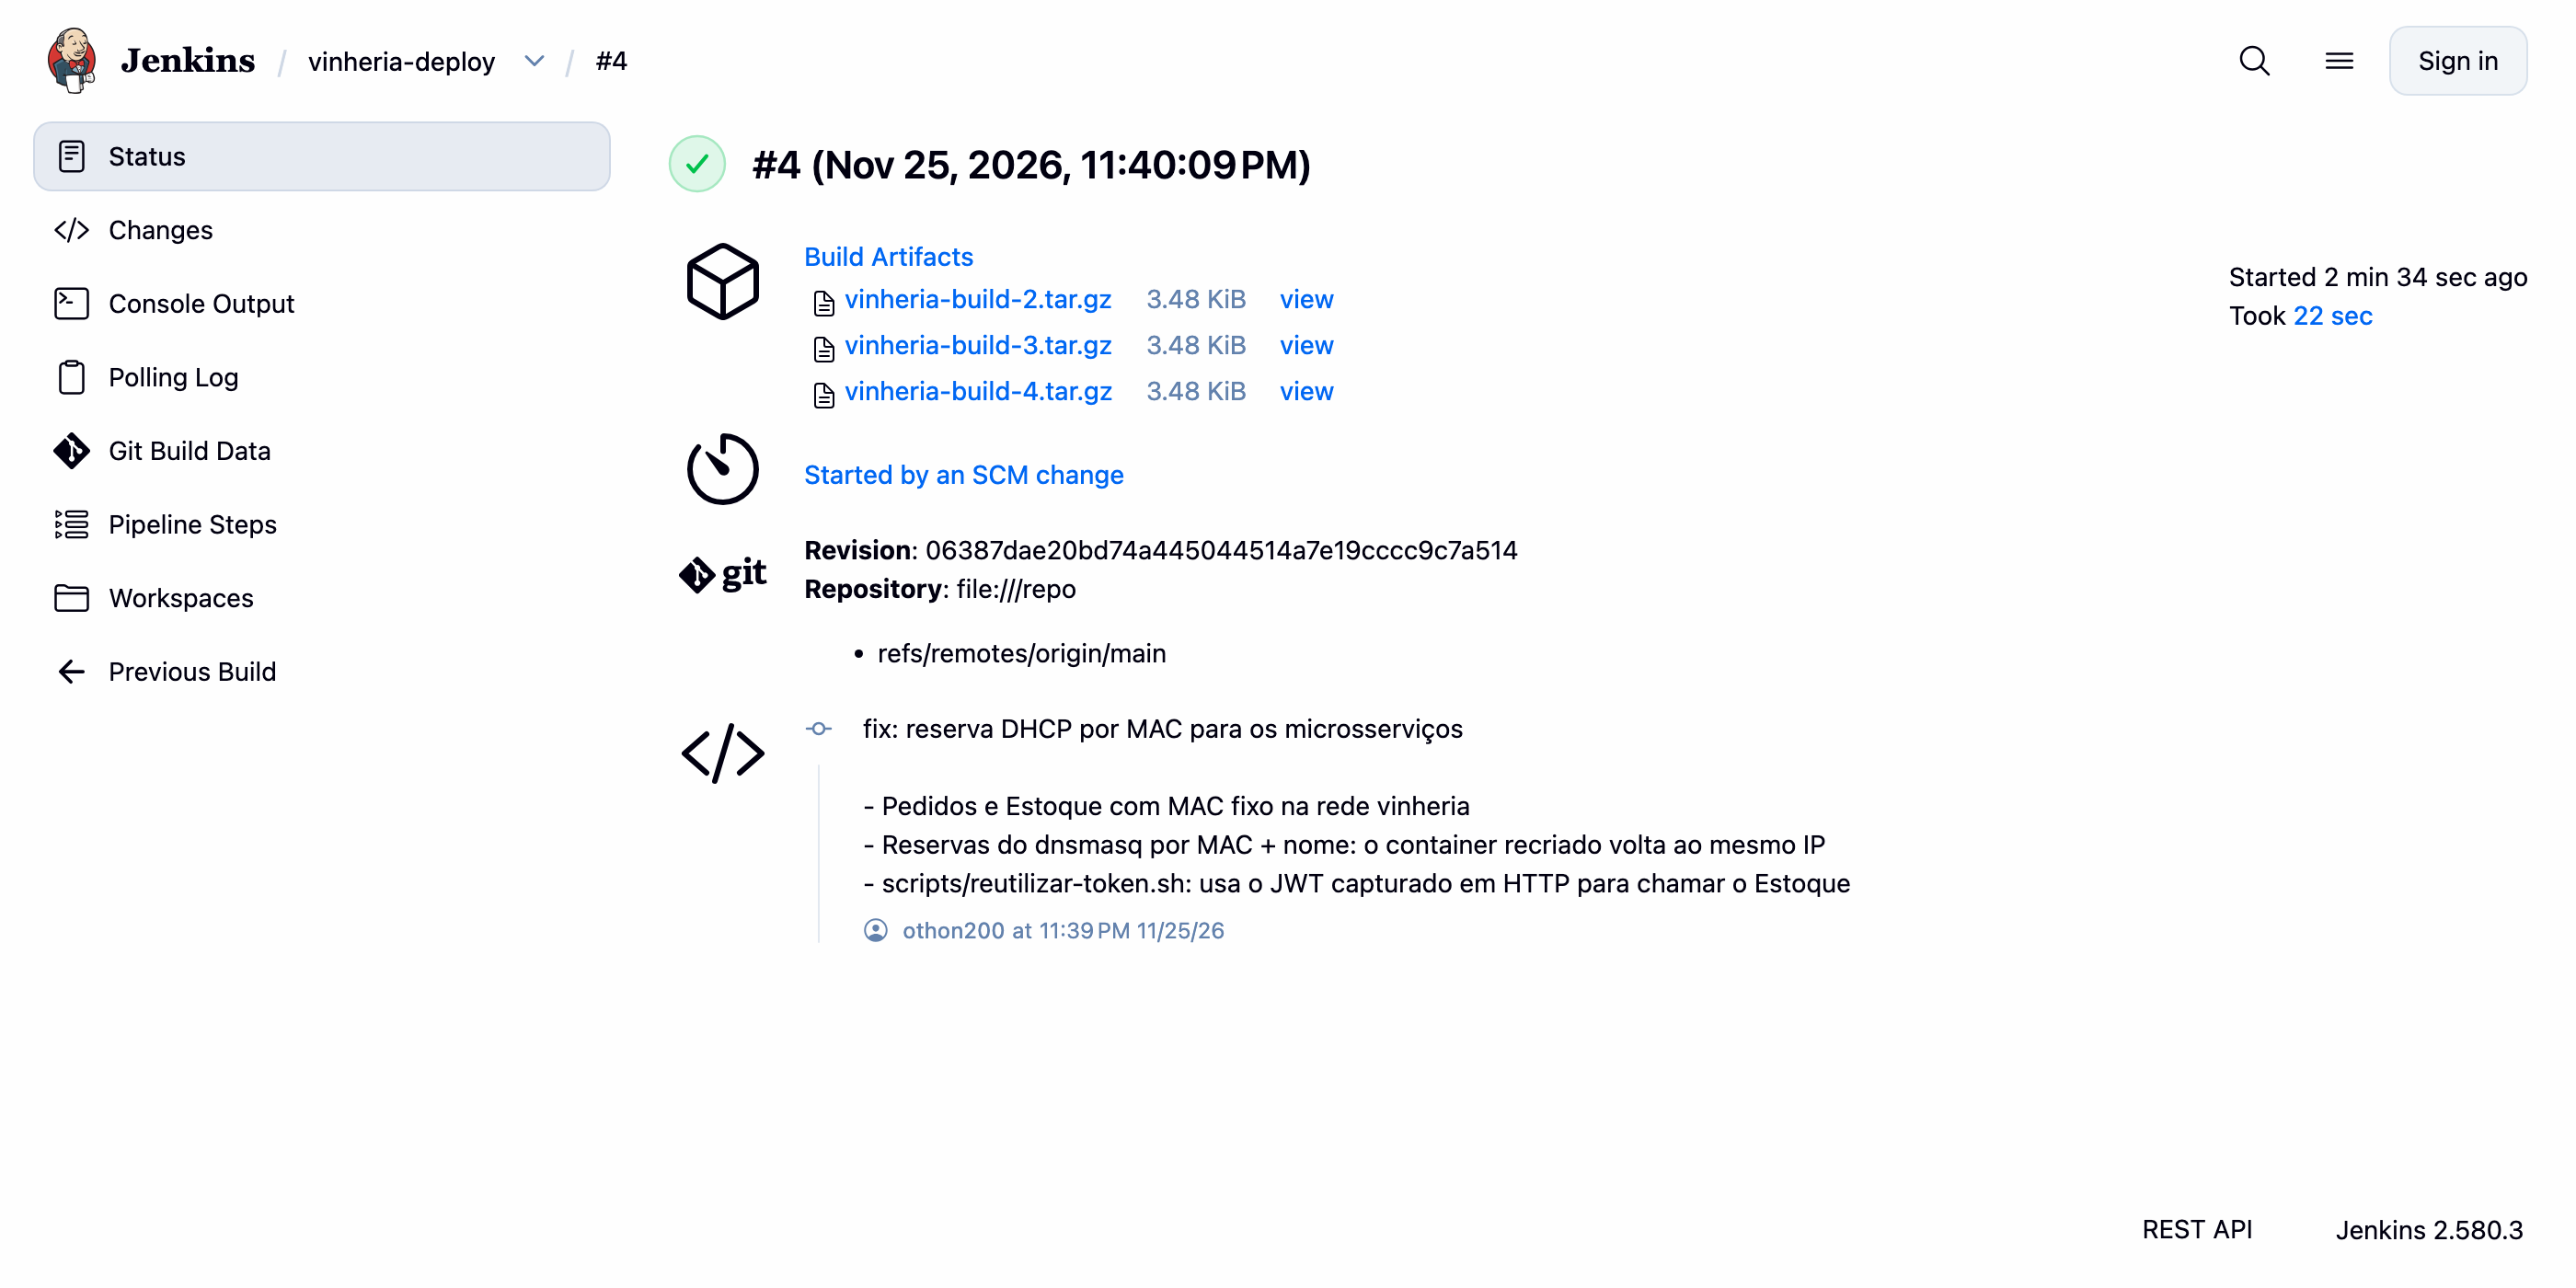 Jenkins / vinheria-deploy / #4
Sign in
Status
Changes
Console Output
Polling Log
Git Build Data
Pipeline Steps
Workspaces
Previous Build
#4 (Nov 25, 2026, 11:40:09 PM)
Started 2 min 34 sec ago
Took 22 sec
Build Artifacts
vinheria-build-2.tar.gz 3.48 KiB view
vinheria-build-3.tar.gz 3.48 KiB view
vinheria-build-4.tar.gz 3.48 KiB view
Started by an SCM change
git
Revision: 06387dae20bd74a445044514a7e19cccc9c7a514
Repository: file:///repo
• refs/remotes/origin/main
fix: reserva DHCP por MAC para os microsserviços
- Pedidos e Estoque com MAC fixo na rede vinheria
- Reservas do dnsmasq por MAC + nome: o container recriado volta ao mesmo IP
- scripts/reutilizar-token.sh: usa o JWT capturado em HTTP para chamar o Estoque
othon200 at 11:39 PM 11/25/26
REST API
Jenkins 2.580.3